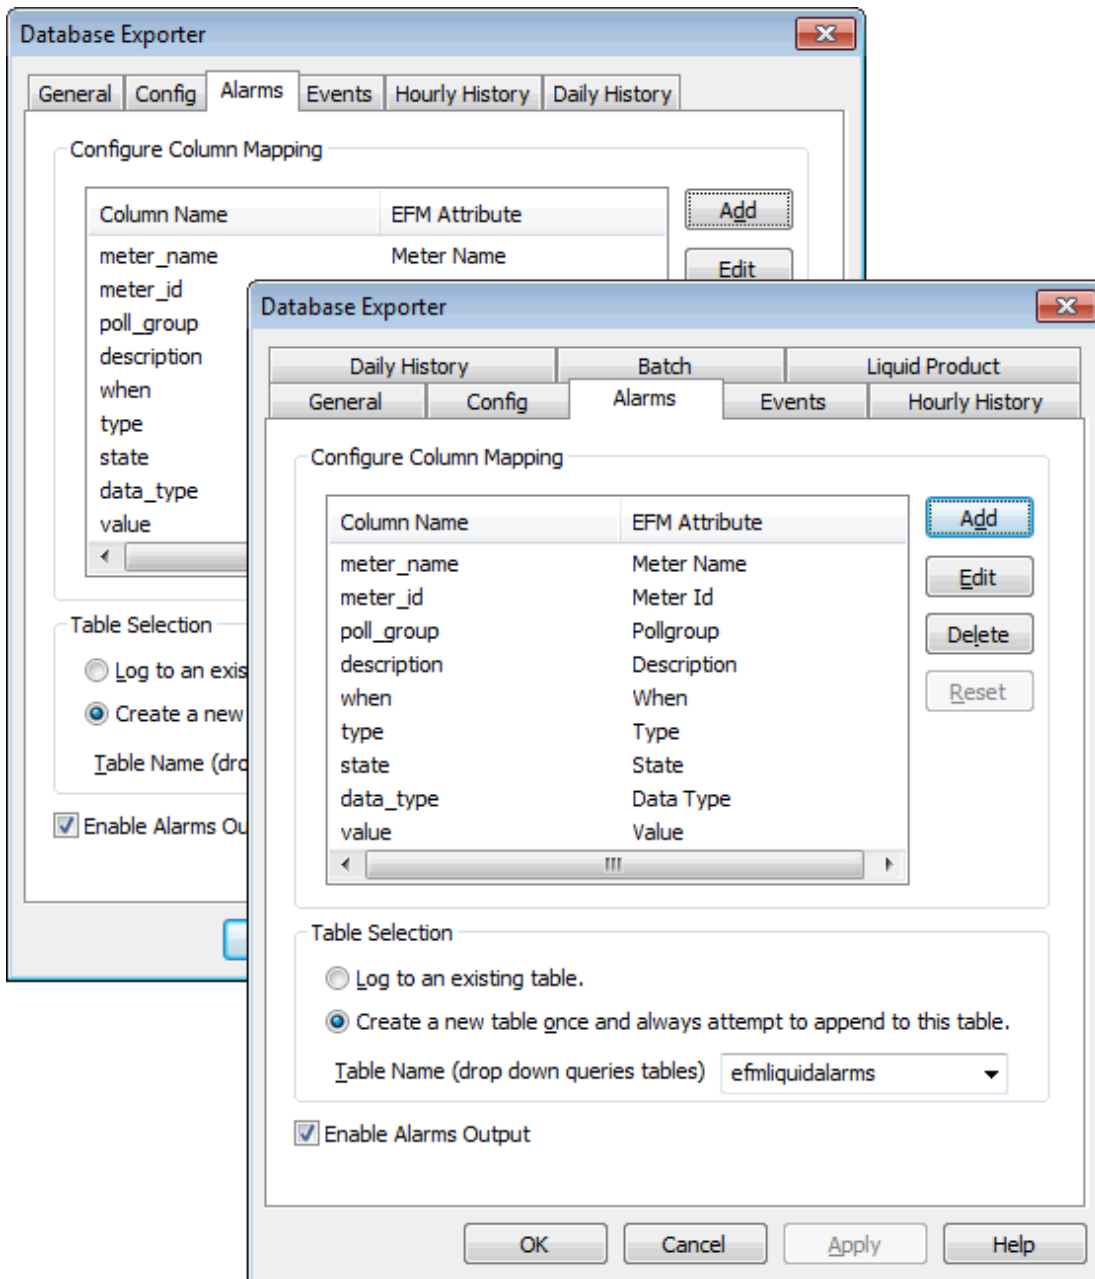 Database Exporter
General Config Alarms Events Hourly History Daily History
Configure Column Mapping
Column Name EFM Attribute Add
meter_name Meter Name Edit
meter_id
poll_group
description
when
type
state
data_type
value
Table Selection
Log to an exis
Create a new
Table Name (dro
Enable Alarms Ou
Database Exporter
Daily History Batch Liquid Product
General Config Alarms Events Hourly History
Configure Column Mapping
Column Name EFM Attribute Add
meter_name Meter Name
meter_id Meter Id Edit
poll_group Pollgroup Delete
description Description
when When Reset
type Type
state State
data_type Data Type
value Value
Table Selection
Log to an existing table.
Create a new table once and always attempt to append to this table.
Table Name (drop down queries tables) efmliquidalarms
Enable Alarms Output
OK Cancel Apply Help